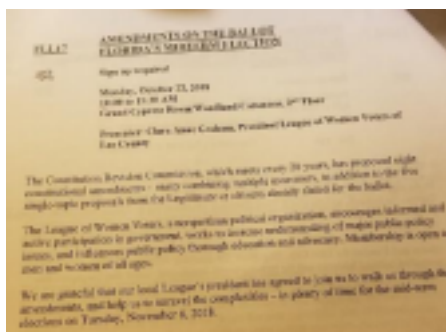 AMENDMENTS ON THE BALLOT
FLORIDA'S MIDTERM ELECTION
Sign up required
Monday, October 22, 2018
10:00 to 11:30 AM
Grand Cypress Room/Woodland Commons, 2nd Floor
Presenter: Graham, President League of Women Voters of
Lee County
The Constitution Revision Commission, which meets every 20 years, has proposed eight
constitutional amendments - many combining multiple measures, in addition to the five
single-topic proposals from the Legislature or citizens already slated for the ballot.
The League of Women Voters, a nonpartisan political organization, encourages informed and
active participation in government, works to increase understanding of major public policy
issues, and influences public policy through education and advocacy. Membership is open to
men and women of all ages.
We are grateful that our local League's president has agreed to join us to walk us through the
amendments, and help us to unravel the complexities - in plenty of time for the mid-term
elections on Tuesday, November 6, 2018.